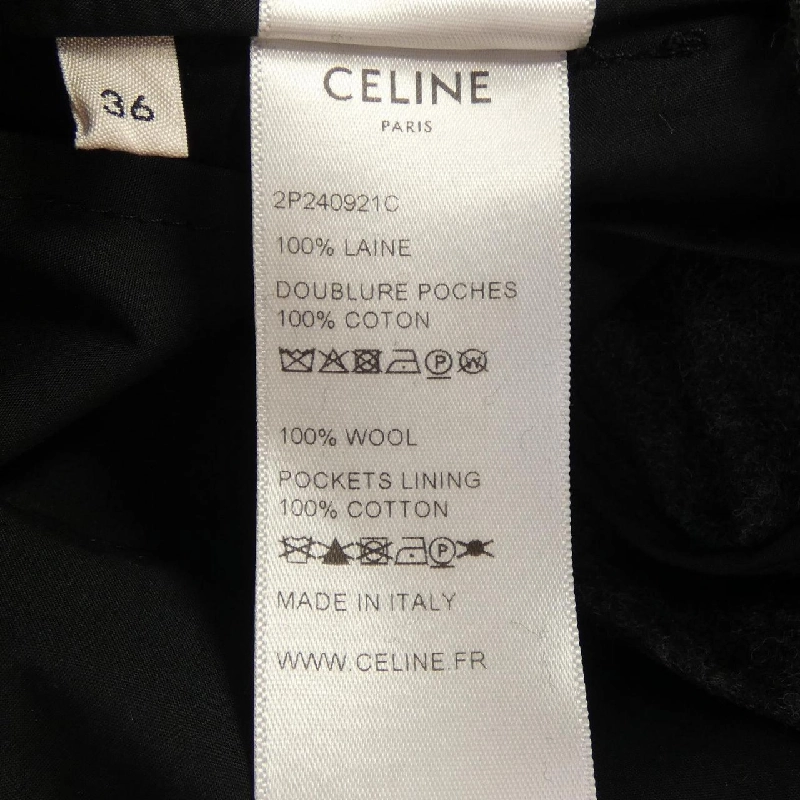 36
CELINE
PARIS
2P240921C
100% LAINE
DOUBLURE POCHES
100% COTON
P W
100% WOOL
POCKETS LINING
100% COTTON
P
MADE IN ITALY
WWW.CELINE.FR